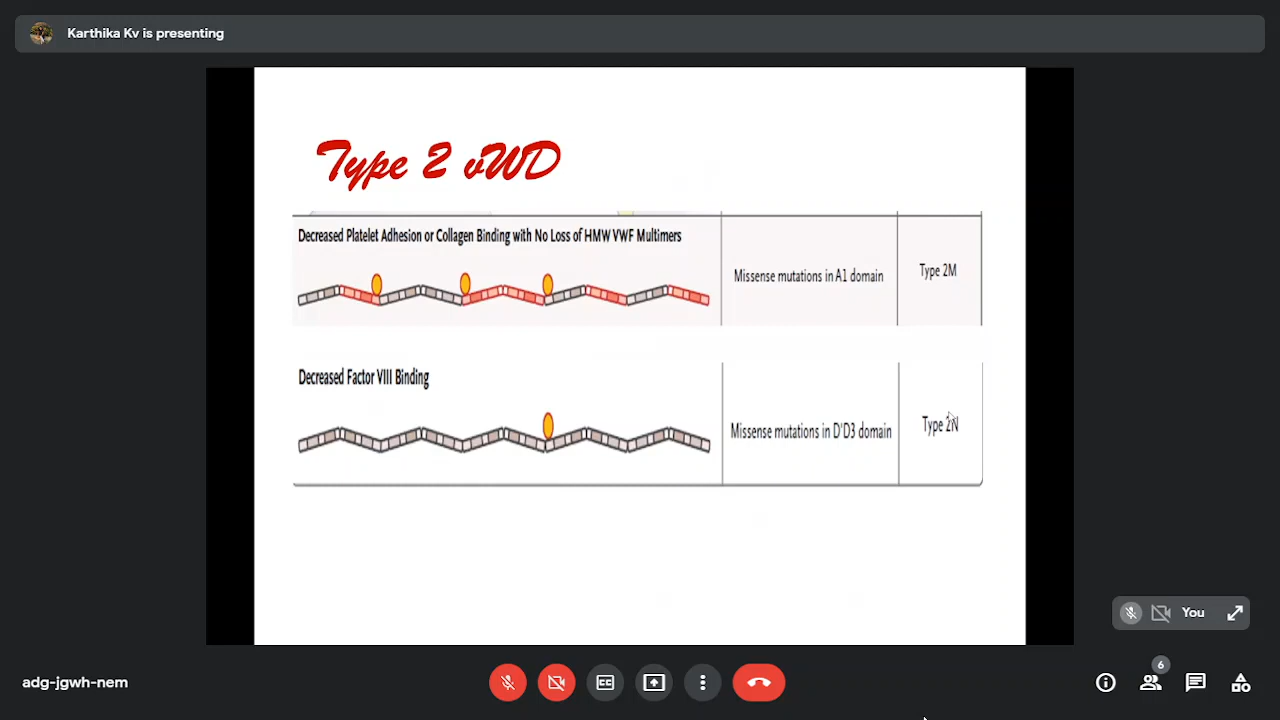 Karthika Kv is presenting
Type 2 vWD
Decreased Platelet Adhesion or Collagen Binding with No Loss of HMW VWF Multimers
Missense mutations in A1 domain
Type 2M
Decreased Factor VIII Binding
Missense mutations in D'D3 domain
Type 2N
You
adg-jgwh-nem
6